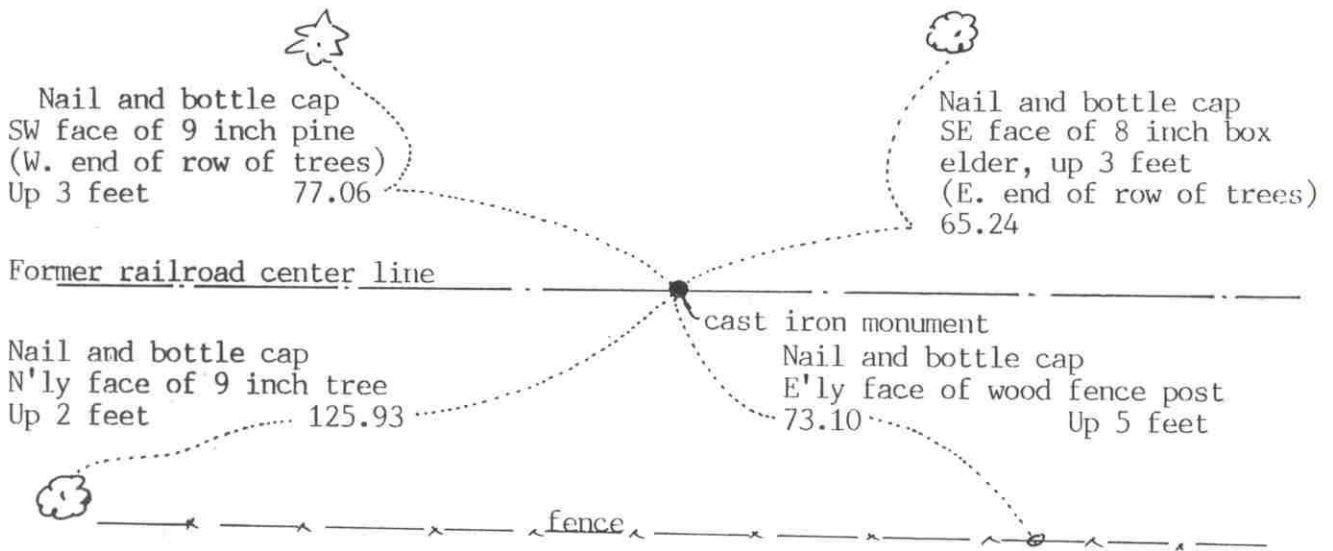 Nail and bottle cap
SW face of 9 inch pine
(W. end of row of trees)
Up 3 feet 77.06
Nail and bottle cap
SE face of 8 inch box
elder, up 3 feet
(E. end of row of trees)
65.24
Former railroad center line
cast iron monument
Nail and bottle cap
N'ly face of 9 inch tree
Up 2 feet 125.93
Nail and bottle cap
E'ly face of wood fence post
73.10 Up 5 feet
fence